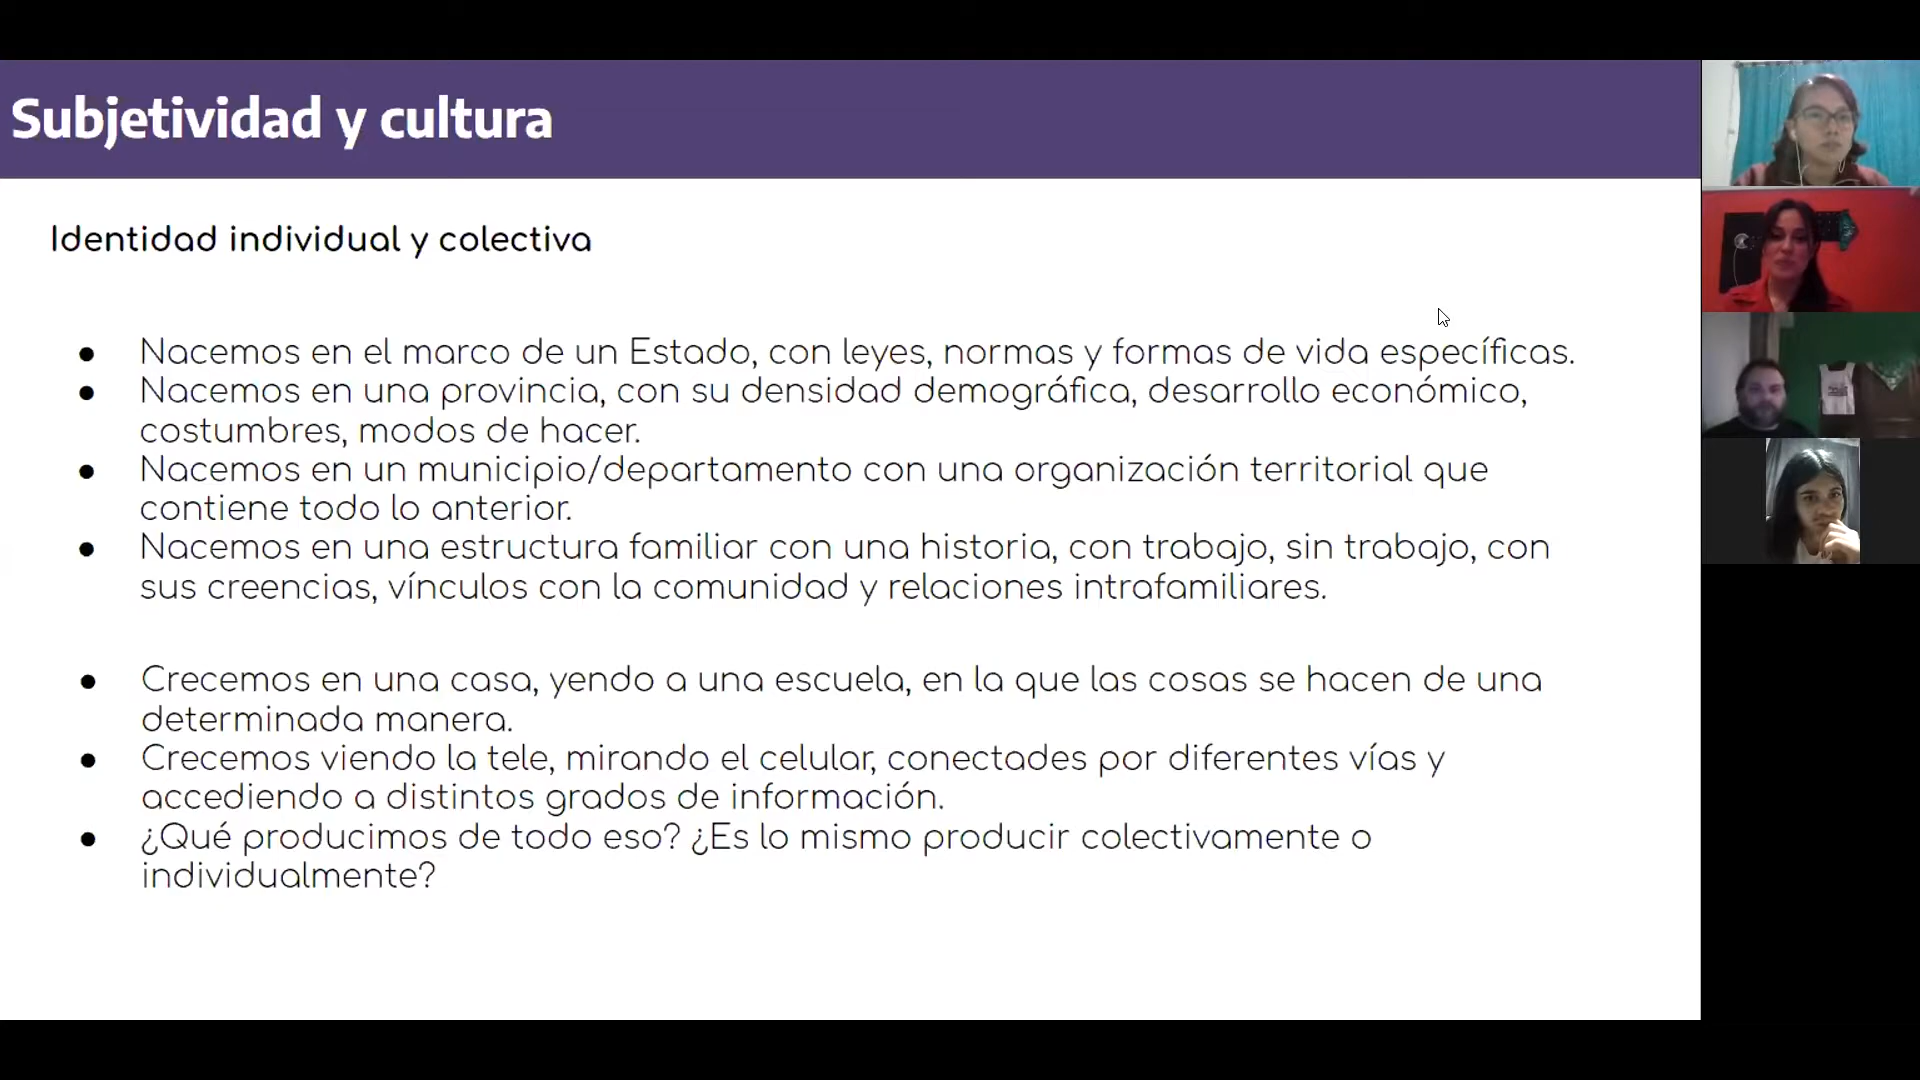 Subjetividad y cultura
Identidad individual y colectiva
● Nacemos en el marco de un Estado, con leyes, normas y formas de vida específicas.
● Nacemos en una provincia, con su densidad demográfica, desarrollo económico,
costumbres, modos de hacer.
● Nacemos en un municipio/departamento con una organización territorial que
contiene todo lo anterior.
● Nacemos en una estructura familiar con una historia, con trabajo, sin trabajo, con
sus creencias, vínculos con la comunidad y relaciones intrafamiliares.
● Crecemos en una casa, yendo a una escuela, en la que las cosas se hacen de una
determinada manera.
● Crecemos viendo la tele, mirando el celular, conectades por diferentes vías y
accediendo a distintos grados de información.
● ¿Qué producimos de todo eso? ¿Es lo mismo producir colectivamente o
individualmente?